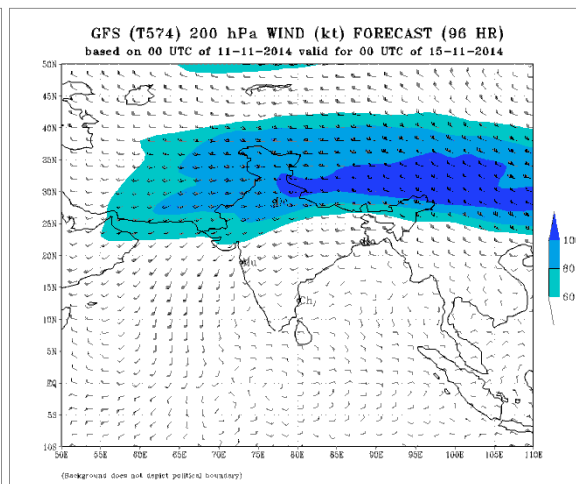 GFS (T574) 200 hPa WIND (kt) FORECAST (96 HR)
based on 00 UTC of 11-11-2014 valid for 00 UTC of 15-11-2014
50N
45N
40N
35N
30N
25N
20N
15N
10N
5N
EQ
5S
10S
50E 55E 60E 65E 70E 75E 80E 85E 90E 95E 100E 105E 110E
Mu
Ch
10
80
60
(Background does not depict political boundary)